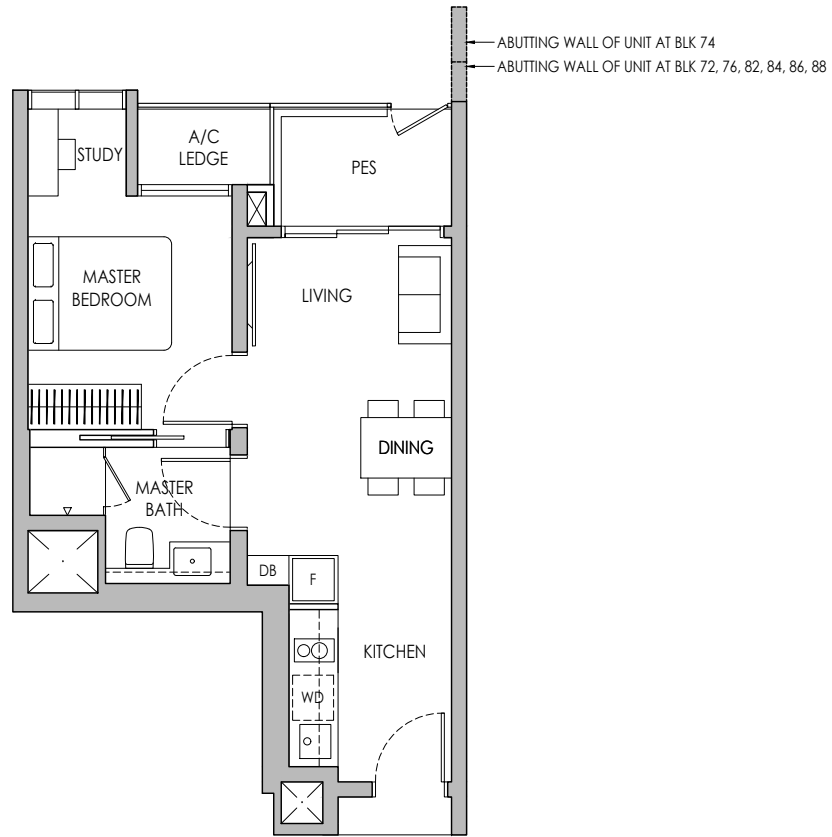 ABUTTING WALL OF UNIT AT BLK 74
ABUTTING WALL OF UNIT AT BLK 72, 76, 82, 84, 86, 88
STUDY
A/C
LEDGE
PES
MASTER
BEDROOM
LIVING
DINING
MASTER
BATH
DB
F
KITCHEN
WD